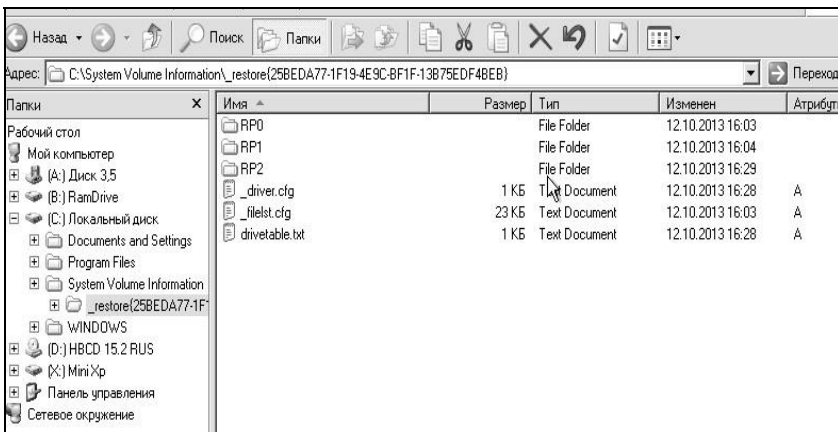 Назад Поиск Папки
Адрес: C:\System Volume Information\_restore{25BEDA77-1F19-4E9C-BF1F-13B75EDF4BEB} Переход
Папки x Имя Размер Тип Изменен Атрибут
Рабочий стол
Мой компьютер
(A:) Диск 3,5
(B:) RamDrive
(C:) Локальный диск
Documents and Settings
Program Files
System Volume Information
_restore{25BEDA77-1F1
WINDOWS
(D:) HBCD 15.2 RUS
(X:) Mini Xp
Панель управления
Сетевое окружение
RP0 File Folder 12.10.2013 16:03
RP1 File Folder 12.10.2013 16:04
RP2 File Folder 12.10.2013 16:29
_driver.cfg 1 КБ Text Document 12.10.2013 16:28 A
_filelst.cfg 23 КБ Text Document 12.10.2013 16:03 A
drivetable.txt 1 КБ Text Document 12.10.2013 16:28 A